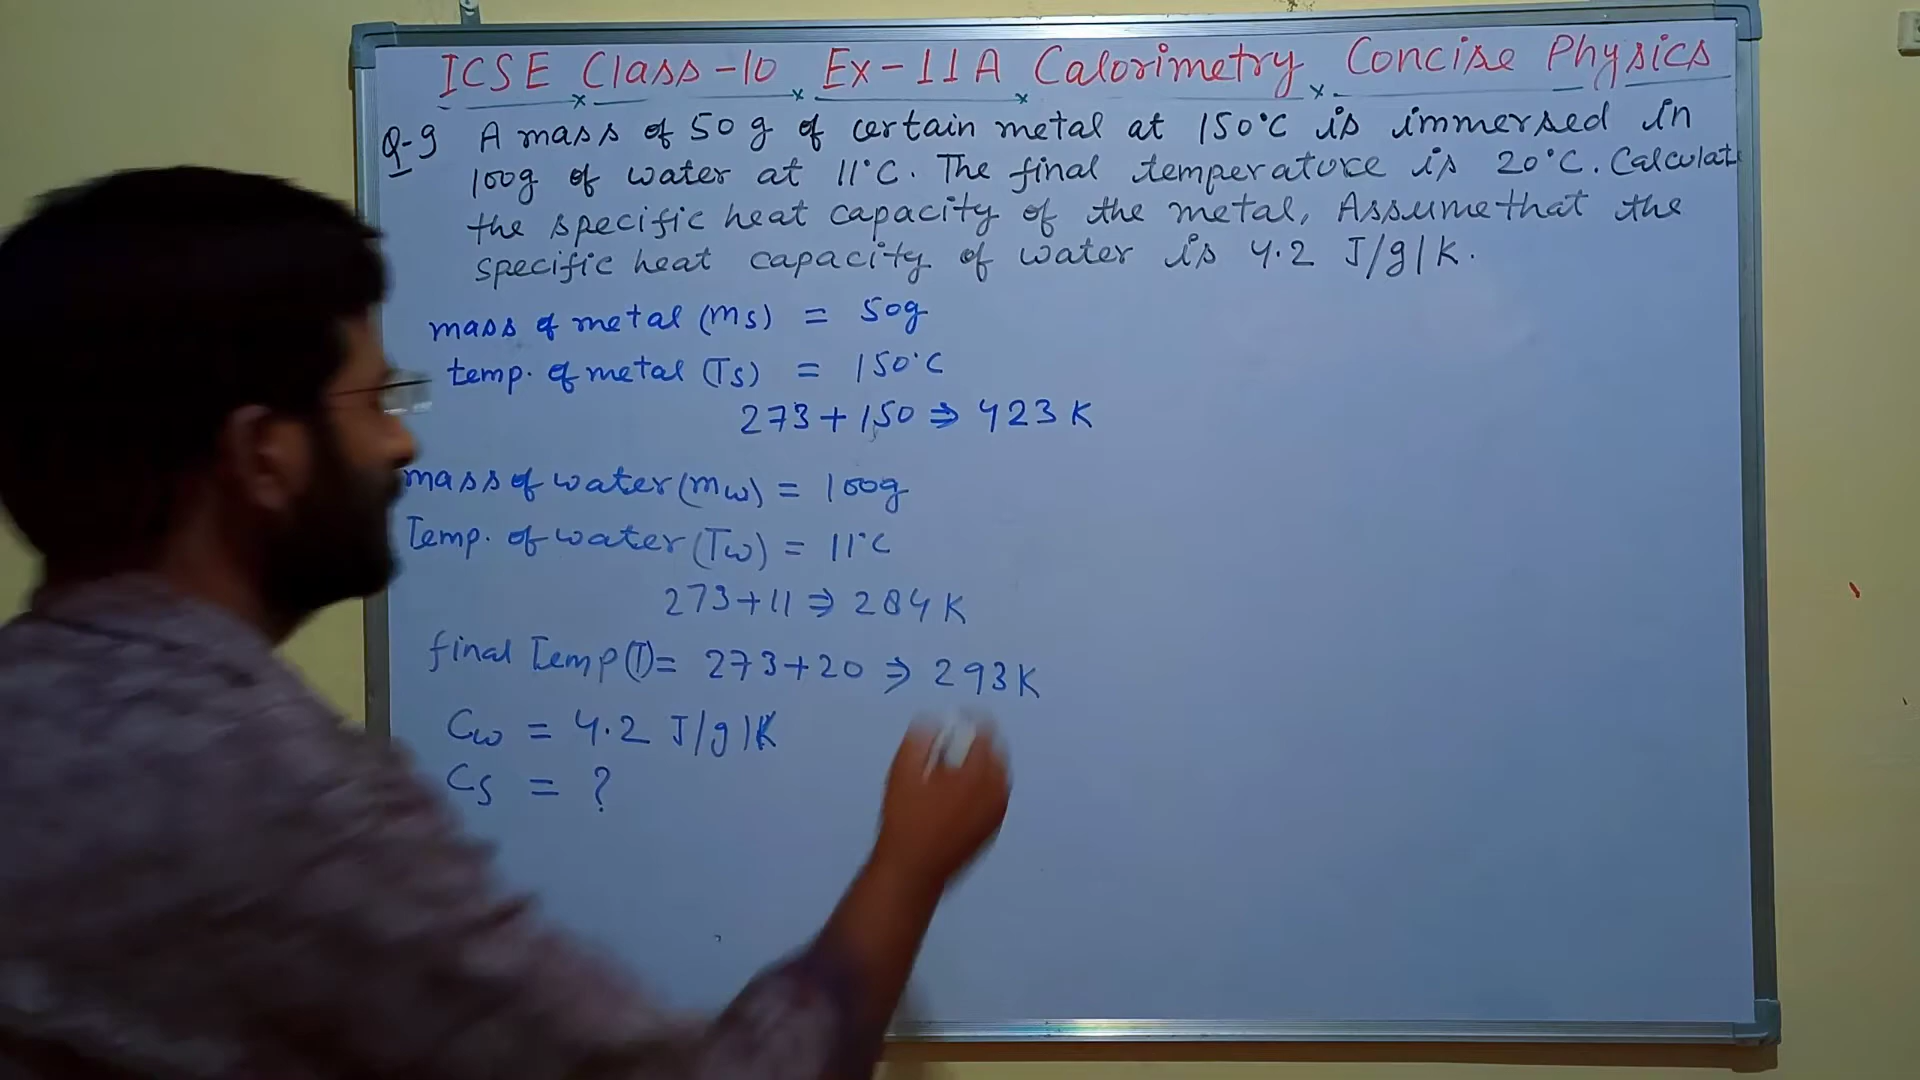 ICSE Class-10 Ex-11A Calorimetry Concise Physics
Q-9 A mass of 50 g of certain metal at 150°C is immersed in
100g of water at 11°C. The final temperature is 20°C. Calculat
the specific heat capacity of the metal, Assume that the
specific heat capacity of water is 4.2 J/g/K.
mass of metal (ms) = 50g
temp. of metal (Ts) = 150°C
273+150 ⇒ 423 K
mass of water (mw) = 100g
Temp. of water (Tw) = 11°C
273+11 ⇒ 284 K
final Temp (T) = 273+20 ⇒ 293 K
Cw = 4.2 J/g/K
Cs = ?